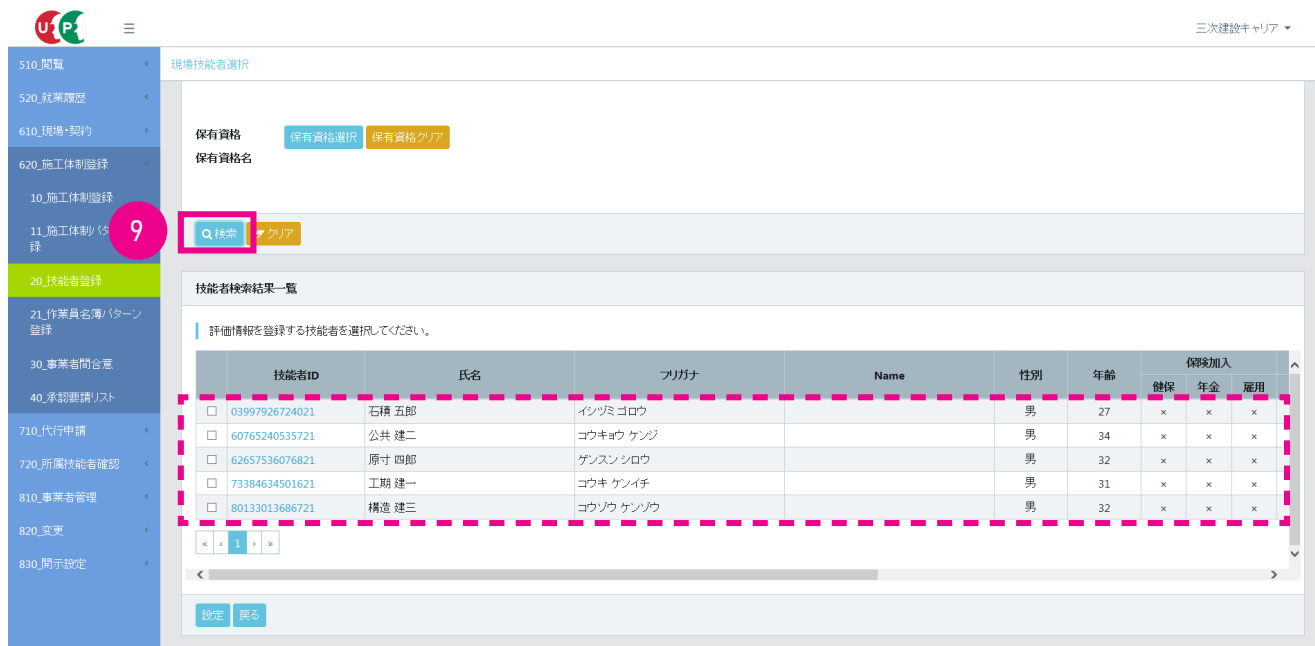 UP
三次建設キャリア
510_閲覧
520_就業履歴
610_現場・契約
620_施工体制登録
10_施工体制登録
11_施工体制パタ
録
20_技能者登録
21_作業員名簿パターン
登録
30_事業者間合意
40_承認要請リスト
710_代行申請
720_所属技能者確認
810_事業者管理
820_変更
830_開示設定
現場技能者選択
保有資格 保有資格選択 保有資格クリア
保有資格名
9
検索 クリア
技能者検索結果一覧
評価情報を登録する技能者を選択してください。
技能者ID 氏名 フリガナ Name 性別 年齢 保険加入
健保 年金 雇用
03997926724021 石積 五郎 イシヅミ ゴロウ 男 27 × × ×
60765240535721 公共 建二 コウキョウ ケンジ 男 34 × × ×
62657536076821 原寸 四郎 ゲンスン シロウ 男 32 × × ×
73384634501621 工期 建一 コウキ ケンイチ 男 31 × × ×
80133013686721 構造 建三 コウゾウ ケンゾウ 男 32 × × ×
« ‹ 1 › »
設定 戻る